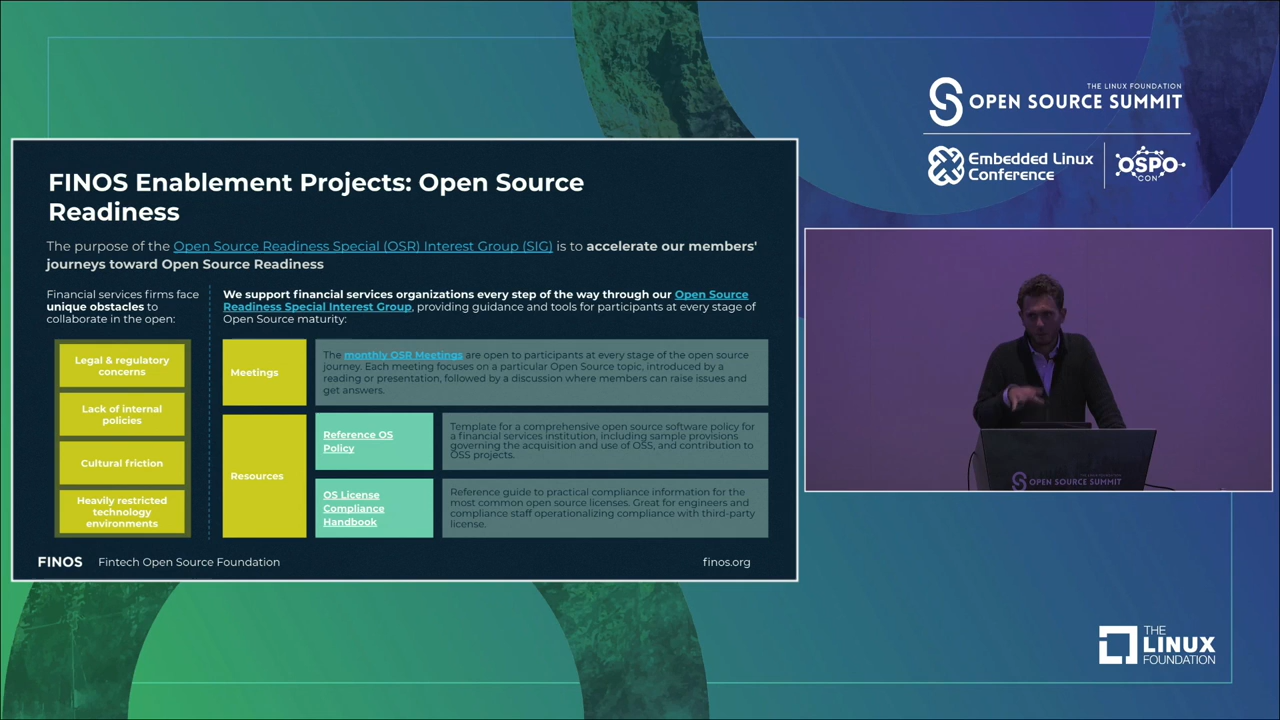 THE LINUX FOUNDATION
OPEN SOURCE SUMMIT
Embedded Linux
Conference
OSPO
CON
FINOS Enablement Projects: Open Source
Readiness
The purpose of the Open Source Readiness Special (OSR) Interest Group (SIG) is to accelerate our members'
journeys toward Open Source Readiness
Financial services firms face
unique obstacles to
collaborate in the open:
Legal & regulatory
concerns
Lack of internal
policies
Cultural friction
Heavily restricted
technology
environments
We support financial services organizations every step of the way through our Open Source
Readiness Special Interest Group, providing guidance and tools for participants at every stage of
Open Source maturity:
Meetings
The monthly OSR Meetings are open to participants at every stage of the open source
journey. Each meeting focuses on a particular Open Source topic, introduced by a
reading or presentation, followed by a discussion where members can raise issues and
get answers.
Resources
Reference OS
Policy
Template for a comprehensive open source software policy for
a financial services institution, including sample provisions
governing the acquisition and use of OSS, and contribution to
OSS projects.
OS License
Compliance
Handbook
Reference guide to practical compliance information for the
most common open source licenses. Great for engineers and
compliance staff operationalizing compliance with third-party
license.
FINOS Fintech Open Source Foundation
finos.org
OPEN SOURCE SUMMIT
THE
LINUX
FOUNDATION